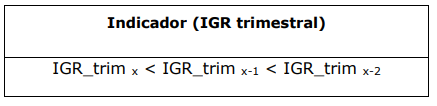 Indicador (IGR trimestral)
IGR_trim x < IGR_trim x-1 < IGR_trim x-2